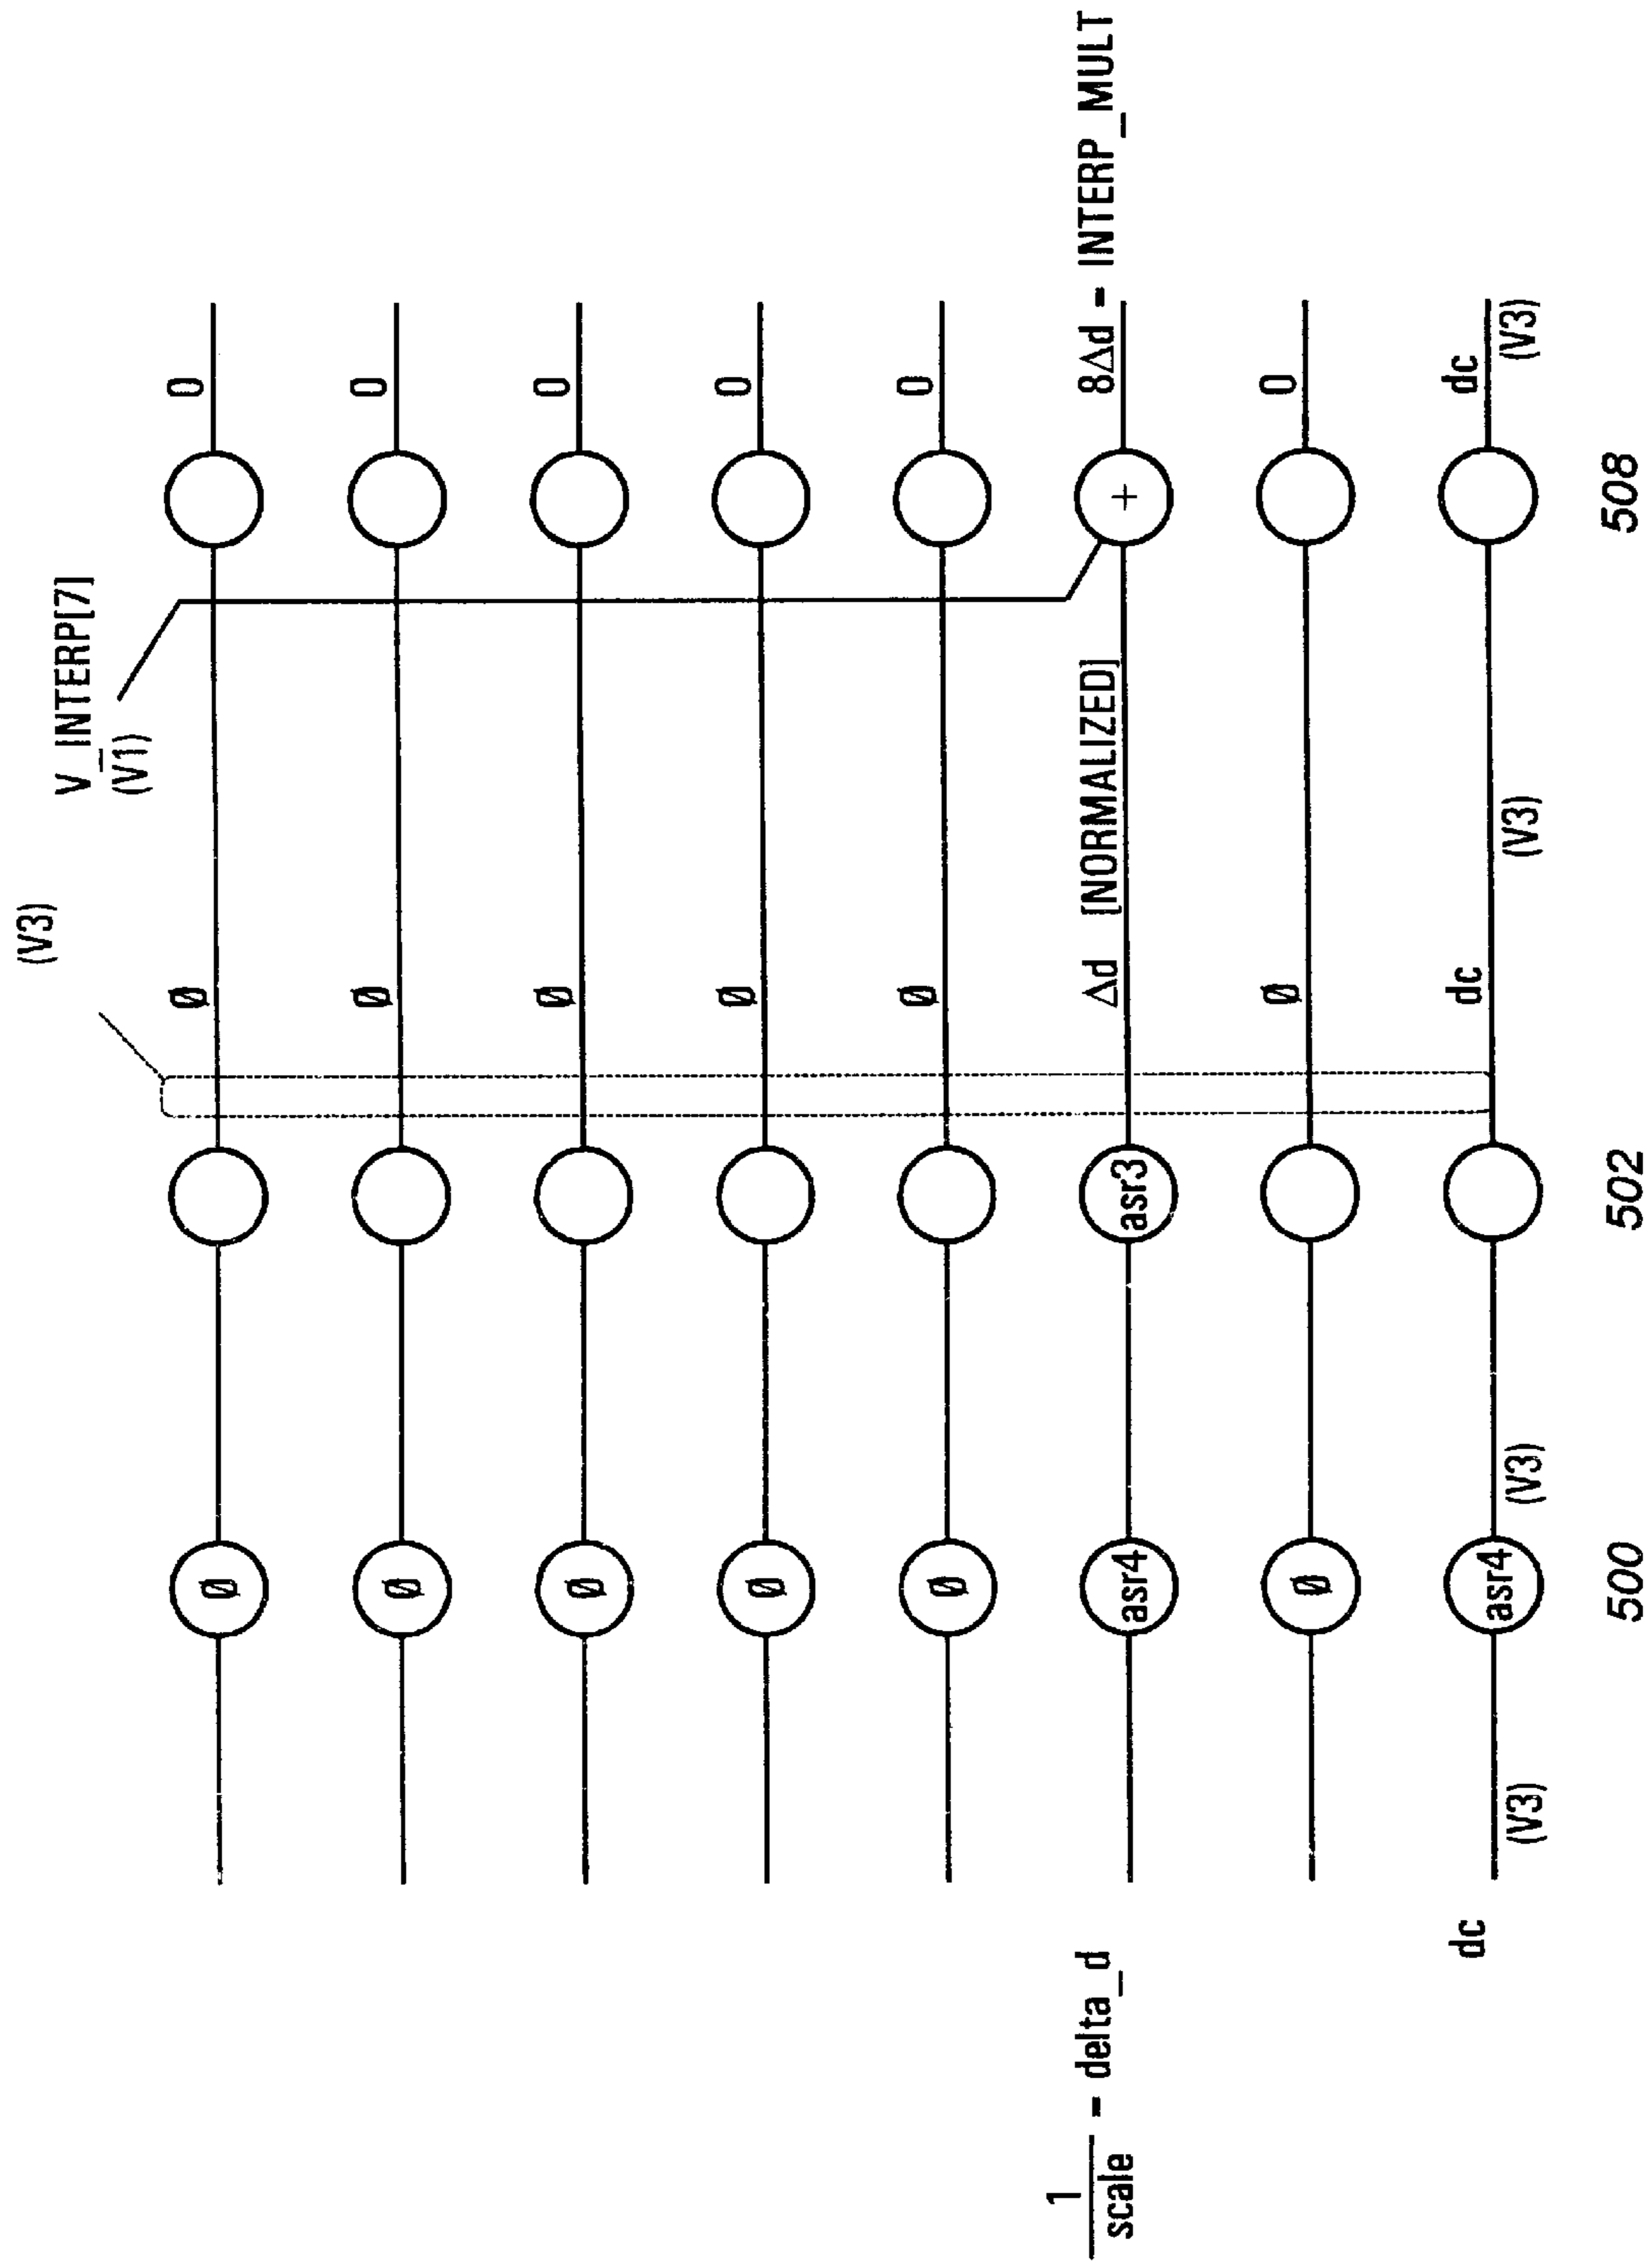 (V3)
V_INTERP[7]
(V1)
Ø Ø 0
Ø Ø 0
Ø Ø 0
Ø Ø 0
Ø Ø 0
1
scale = delta_d asr4 asr3 Δd [NORMALIZED] + 8Δd = INTERP_MULT
Ø Ø 0
dc asr4 dc dc
(V3) (V3) (V3) (V3)
500 502 508